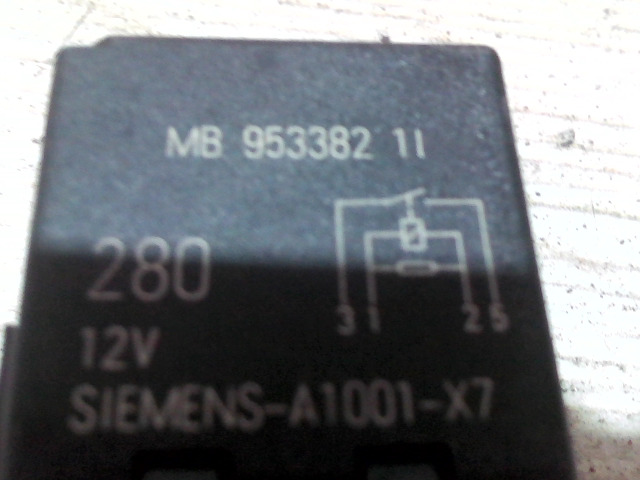 MB 953382 1I
280
3 1 2 5
12V
SIEMENS-A1001-X7